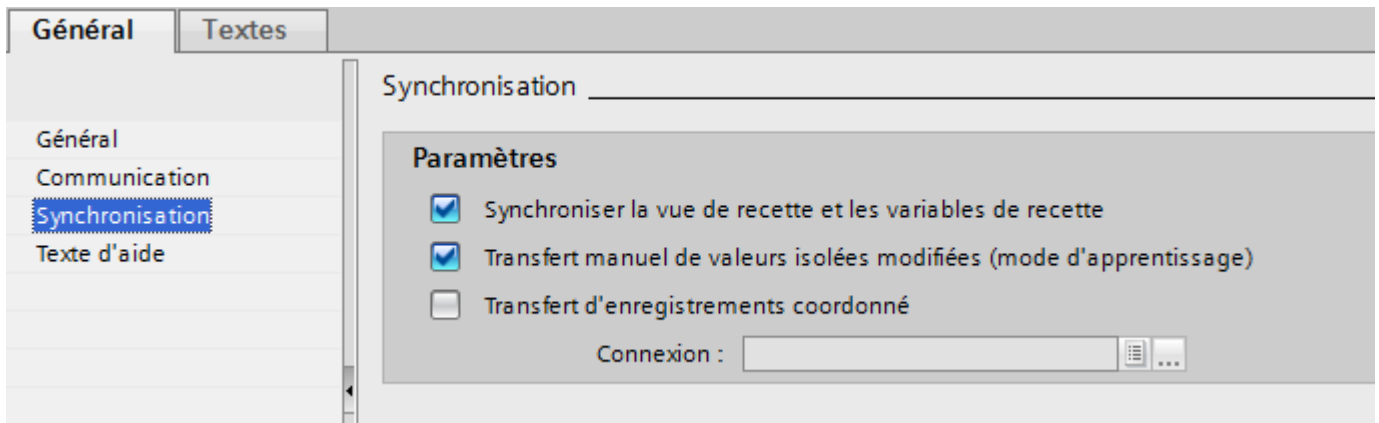 Général Textes
Synchronisation
Général
Communication
Synchronisation
Texte d'aide
Paramètres
Synchroniser la vue de recette et les variables de recette
Transfert manuel de valeurs isolées modifiées (mode d'apprentissage)
Transfert d'enregistrements coordonné
Connexion :
...